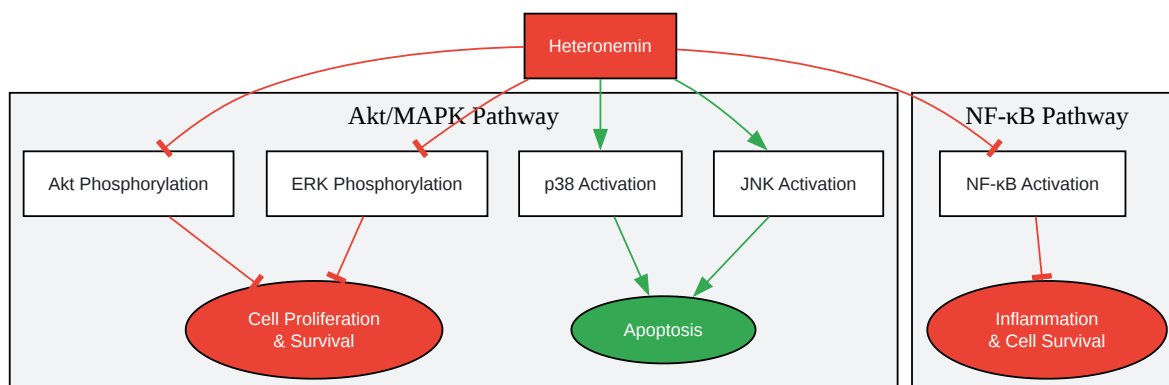 Heteronemin
Akt/MAPK Pathway
NF-κB Pathway
Akt Phosphorylation
ERK Phosphorylation
p38 Activation
JNK Activation
NF-κB Activation
Cell Proliferation
& Survival
Apoptosis
Inflammation
& Cell Survival